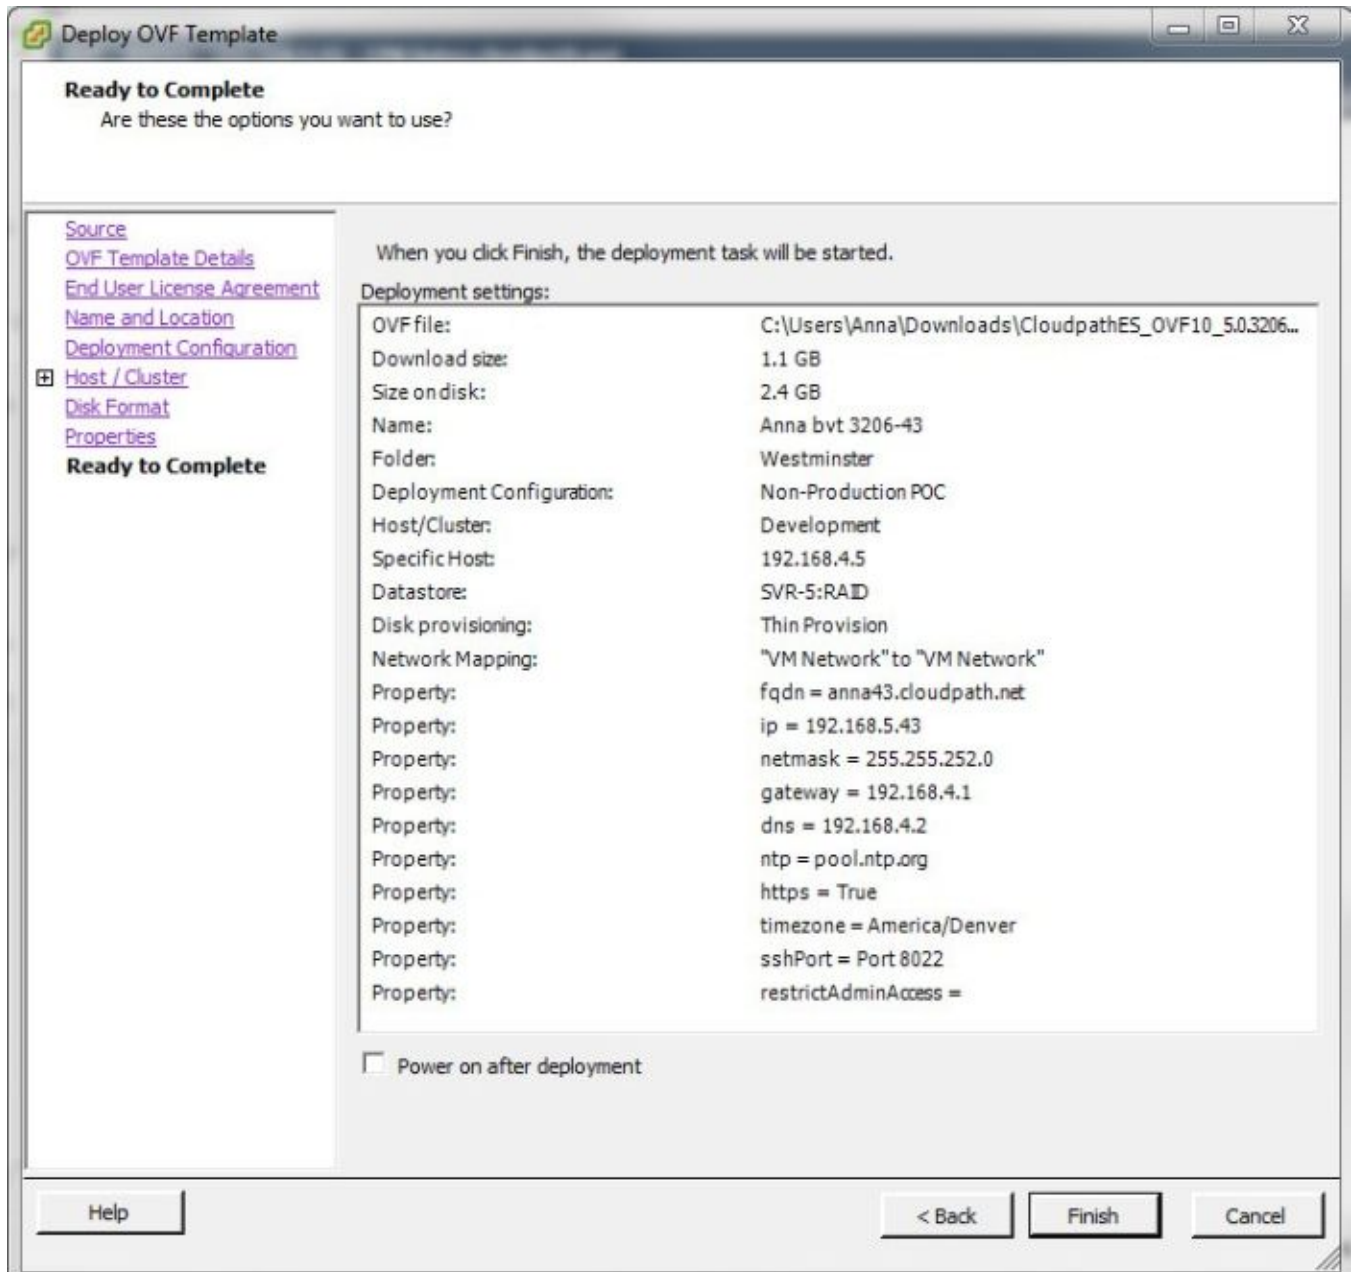 Deploy OVF Template
Ready to Complete
Are these the options you want to use?
Source
OVF Template Details
End User License Agreement
Name and Location
Deployment Configuration
Host / Cluster
Disk Format
Properties
Ready to Complete
When you click Finish, the deployment task will be started.
Deployment settings:
OVF file: C:\Users\Anna\Downloads\CloudpathES_OVF10_5.0.3206...
Download size: 1.1 GB
Size on disk: 2.4 GB
Name: Anna bvt 3206-43
Folder: Westminster
Deployment Configuration: Non-Production POC
Host/Cluster: Development
Specific Host: 192.168.4.5
Datastore: SVR-5:RAID
Disk provisioning: Thin Provision
Network Mapping: "VM Network" to "VM Network"
Property: fqdn = anna43.cloudpath.net
Property: ip = 192.168.5.43
Property: netmask = 255.255.252.0
Property: gateway = 192.168.4.1
Property: dns = 192.168.4.2
Property: ntp = pool.ntp.org
Property: https = True
Property: timezone = America/Denver
Property: sshPort = Port 8022
Property: restrictAdminAccess =
Power on after deployment
Help
< Back
Finish
Cancel